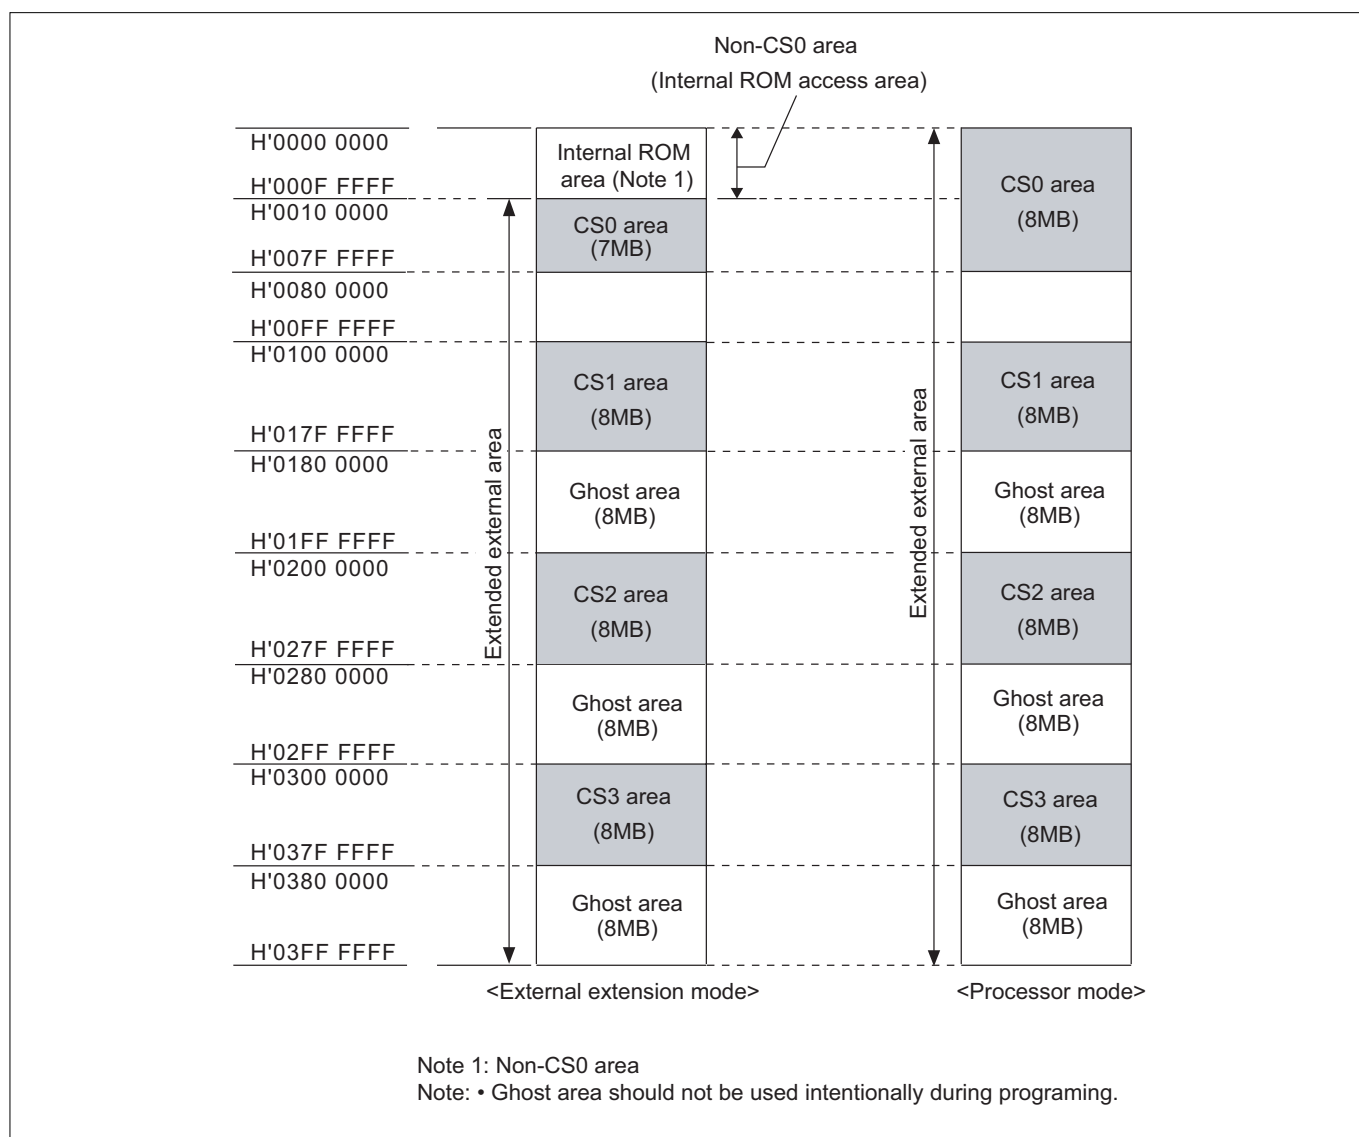 Non-CS0 area
(Internal ROM access area)
H'0000 0000
Internal ROM
area (Note 1)
H'000F FFFF
H'0010 0000
CS0 area
(7MB)
CS0 area
(8MB)
H'007F FFFF
H'0080 0000
H'00FF FFFF
H'0100 0000
CS1 area
(8MB)
CS1 area
(8MB)
H'017F FFFF
H'0180 0000
Ghost area
(8MB)
Ghost area
(8MB)
H'01FF FFFF
H'0200 0000
CS2 area
(8MB)
CS2 area
(8MB)
H'027F FFFF
H'0280 0000
Ghost area
(8MB)
Ghost area
(8MB)
H'02FF FFFF
H'0300 0000
CS3 area
(8MB)
CS3 area
(8MB)
H'037F FFFF
H'0380 0000
Ghost area
(8MB)
Ghost area
(8MB)
H'03FF FFFF
Extended external area
Extended external area
<External extension mode>
<Processor mode>
Note 1: Non-CS0 area
Note: • Ghost area should not be used intentionally during programing.